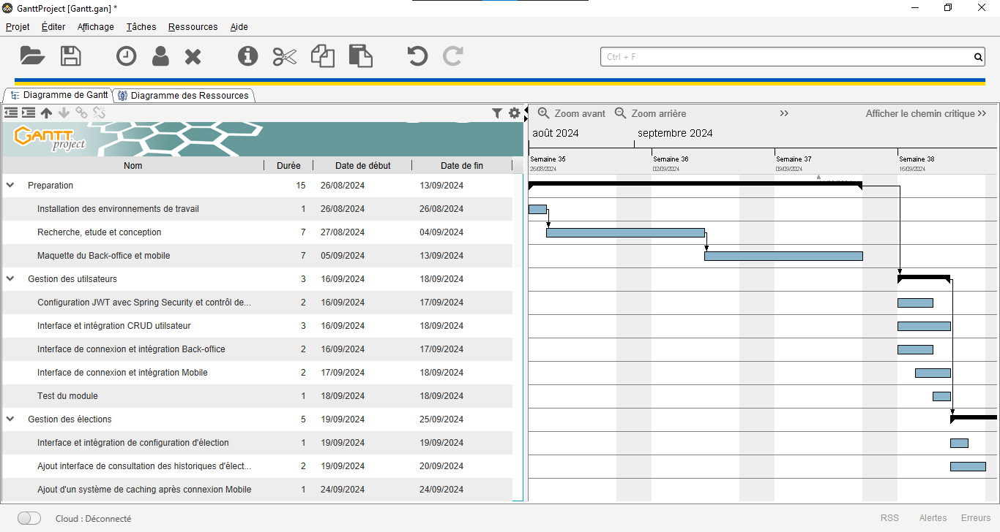 GanttProject [Gantt.gan] *
Projet Éditer Affichage Tâches Ressources Aide
Ctrl + F
Diagramme de Gantt Diagramme des Ressources
Zoom avant Zoom arrière >> Afficher le chemin critique >>
GANTT project
août 2024 septembre 2024
Semaine 35 Semaine 36 Semaine 37 Semaine 38
26/08/2024 02/09/2024 09/09/2024 16/09/2024
Nom Durée Date de début Date de fin
Preparation 15 26/08/2024 13/09/2024
Installation des environnements de travail 1 26/08/2024 26/08/2024
Recherche, etude et conception 7 27/08/2024 04/09/2024
Maquette du Back-office et mobile 7 05/09/2024 13/09/2024
Gestion des utilsateurs 3 16/09/2024 18/09/2024
Configuration JWT avec Spring Security et contrôl de... 2 16/09/2024 17/09/2024
Interface et intégration CRUD utilsateur 3 16/09/2024 18/09/2024
Interface de connexion et intégration Back-office 2 16/09/2024 17/09/2024
Interface de connexion et intégration Mobile 2 17/09/2024 18/09/2024
Test du module 1 18/09/2024 18/09/2024
Gestion des élections 5 19/09/2024 25/09/2024
Interface et intégration de configuration d'élection 1 19/09/2024 19/09/2024
Ajout interface de consultation des historiques d'élect... 2 19/09/2024 20/09/2024
Ajout d'un système de caching après connexion Mobile 1 24/09/2024 24/09/2024
Cloud : Déconnecté RSS Alertes Erreurs